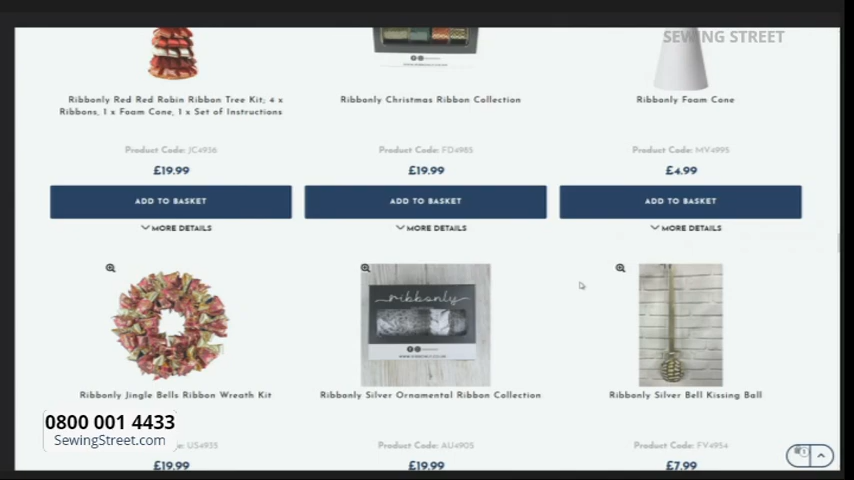 SEWING STREET
Ribbonly Red Red Robin Ribbon Tree Kit; 4 x
Ribbons, 1 x Foam Cone, 1 x Set of Instructions
Ribbonly Christmas Ribbon Collection
Ribbonly Foam Cone
Product Code: JC4936
Product Code: FD4985
Product Code: MV4995
£19.99
£19.99
£4.99
ADD TO BASKET
ADD TO BASKET
ADD TO BASKET
MORE DETAILS
MORE DETAILS
MORE DETAILS
ribbonly
Ribbonly Jingle Bells Ribbon Wreath Kit
Ribbonly Silver Ornamental Ribbon Collection
Ribbonly Silver Bell Kissing Ball
0800 001 4433
SewingStreet.com
US4935
Product Code: AU4905
Product Code: FV4954
£19.99
£19.99
£7.99